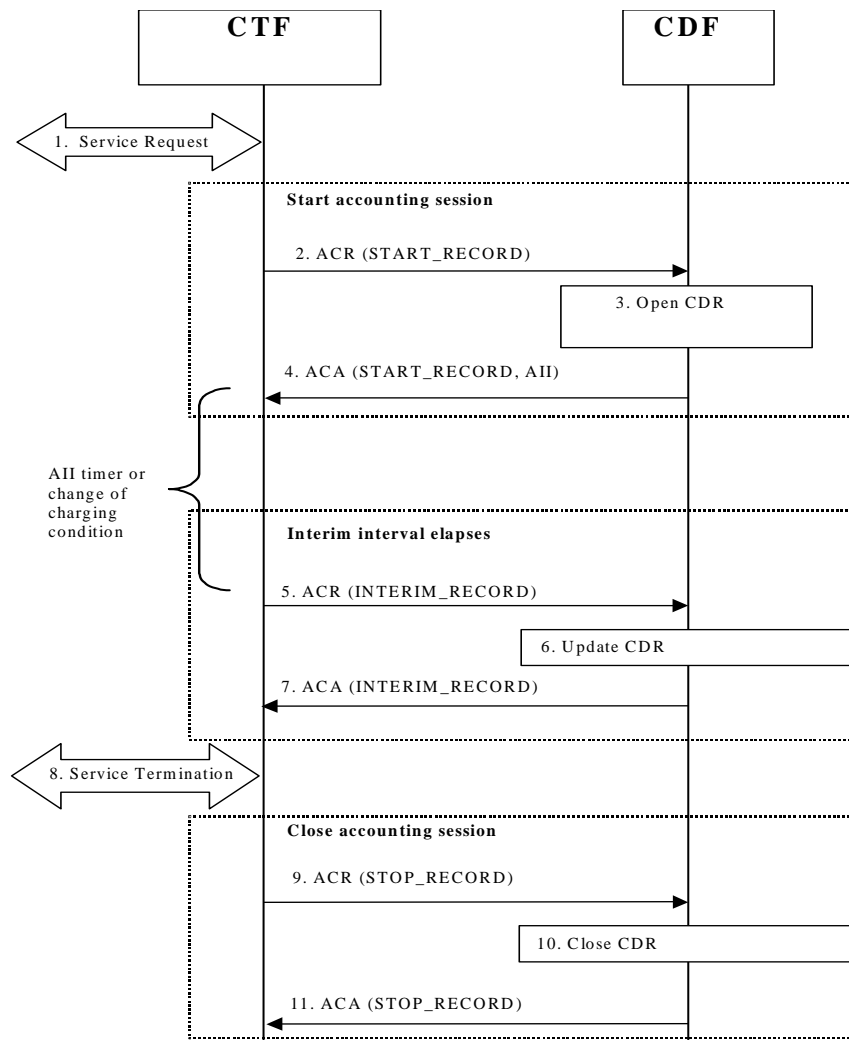 CTF
CDF
1. Service Request
Start accounting session
2. ACR (START_RECORD)
3. Open CDR
4. ACA (START_RECORD, AII)
AII timer or
change of
charging
condition
Interim interval elapses
5. ACR (INTERIM_RECORD)
6. Update CDR
7. ACA (INTERIM_RECORD)
8. Service Termination
Close accounting session
9. ACR (STOP_RECORD)
10. Close CDR
11. ACA (STOP_RECORD)